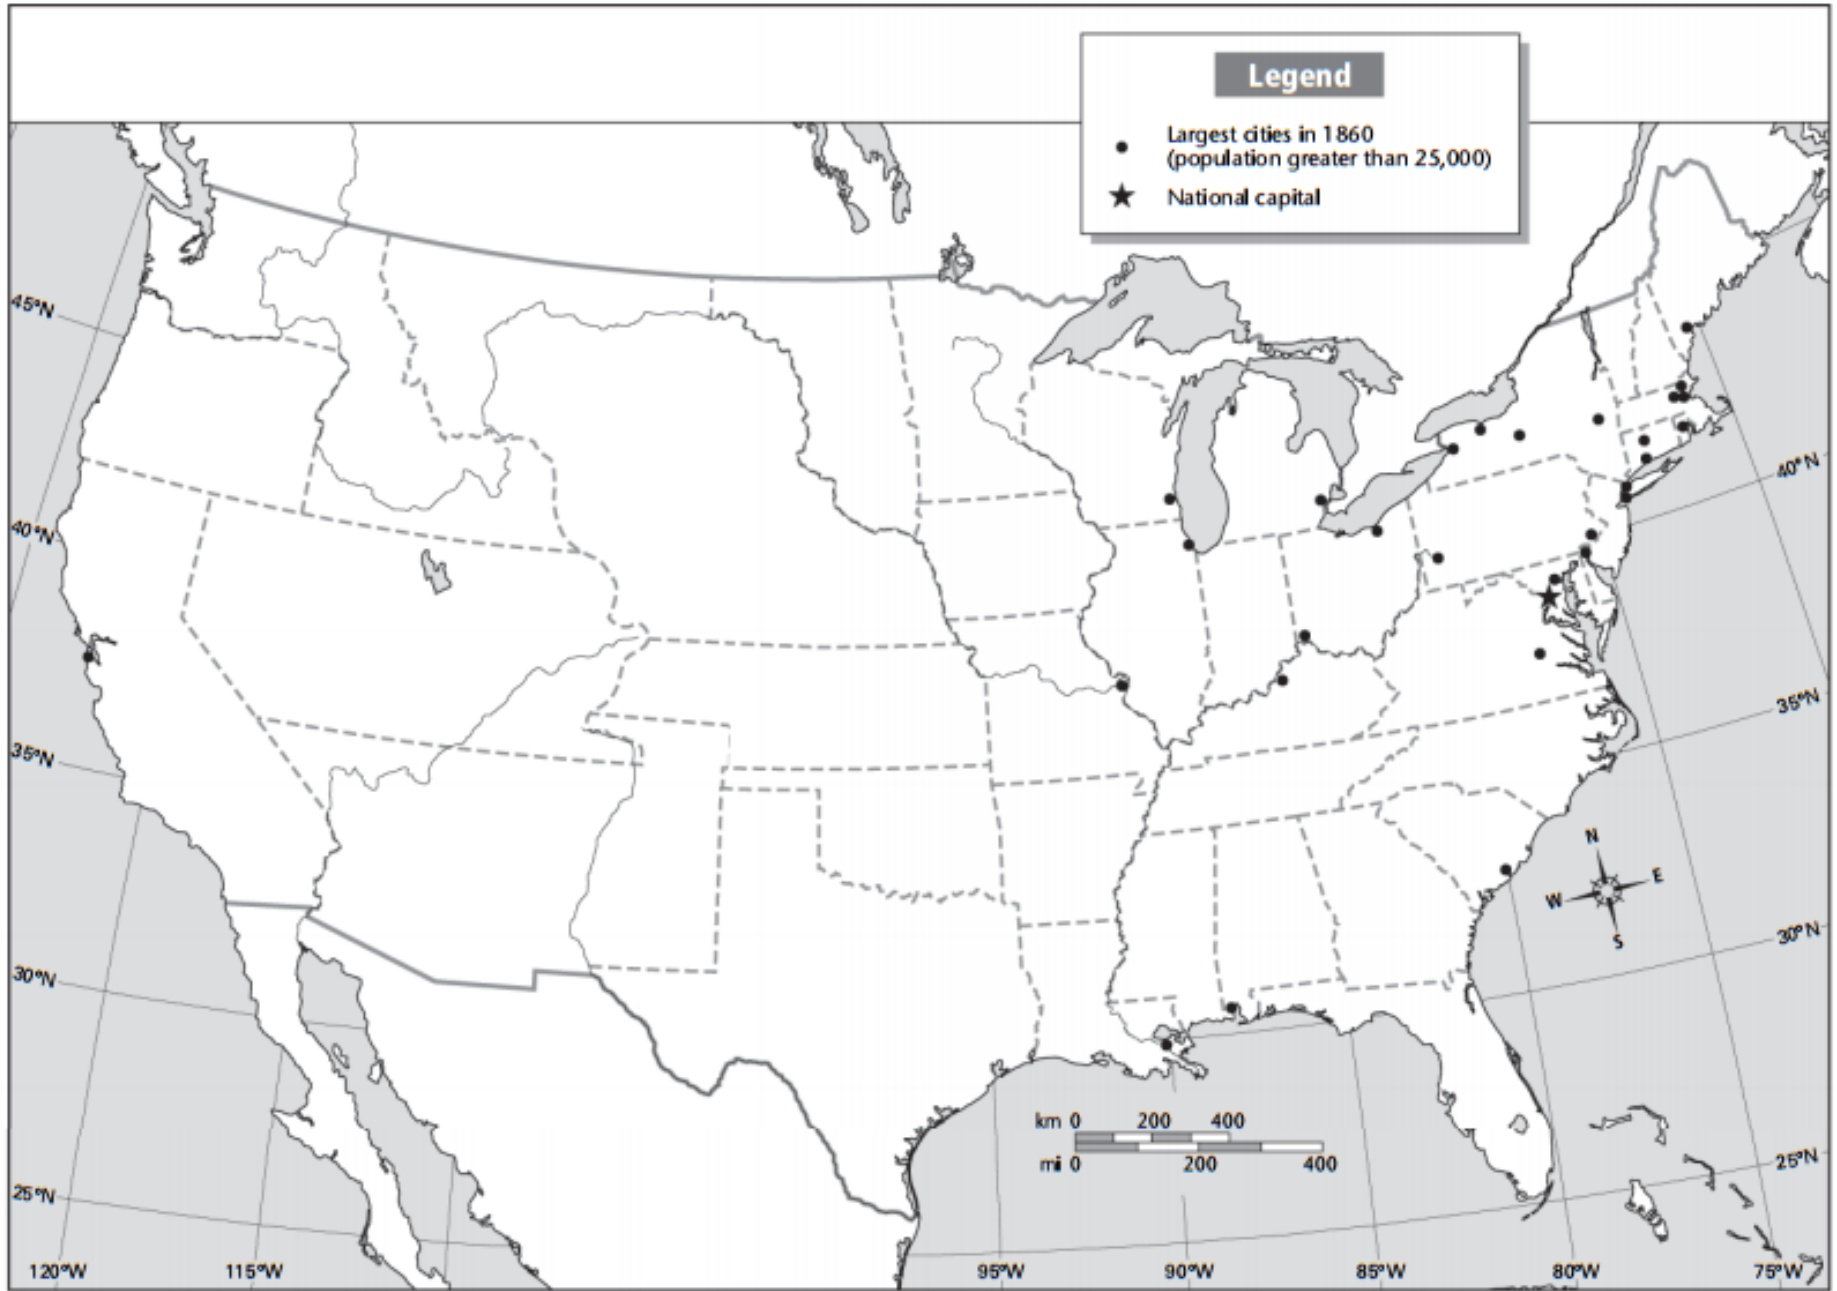 Legend
Largest cities in 1860
(population greater than 25,000)
National capital
45°N
40°N
35°N
30°N
25°N
40°N
35°N
30°N
25°N
N
W
E
S
km 0 200 400
mi 0 200 400
120°W 115°W 95°W 90°W 85°W 80°W 75°W